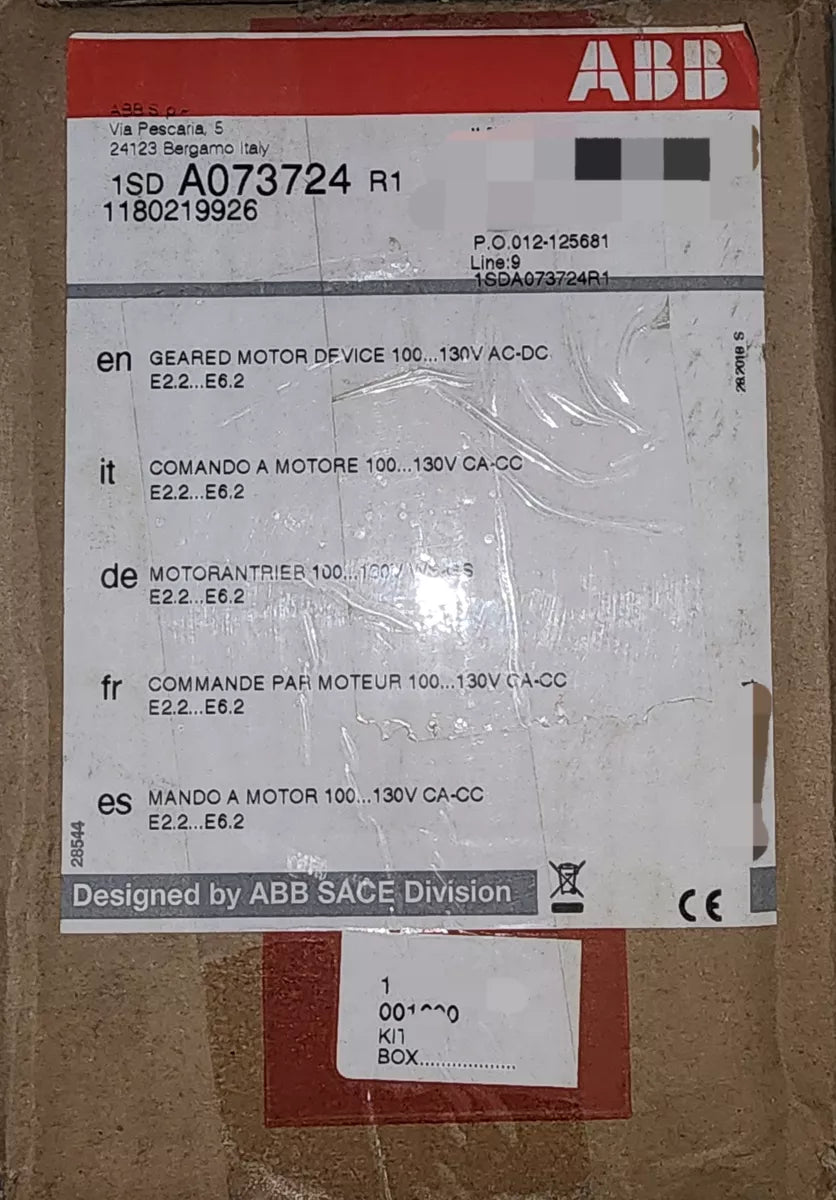 ABB
ABB S.p.
Via Pescaria, 5
24123 Bergamo Italy
1SD A073724 R1
1180219926
P.O.012-125681
Line:9
1SDA073724R1
28.2018 S
en GEARED MOTOR DEVICE 100...130V AC-DC
E2.2...E6.2
it COMANDO A MOTORE 100...130V CA-CC
E2.2...E6.2
de MOTORANTRIEB 100...130V
E2.2...E6.2
fr COMMANDE PAR MOTEUR 100...130V CA-CC
E2.2...E6.2
es MANDO A MOTOR 100...130V CA-CC
E2.2...E6.2
28544
Designed by ABB SACE Division
CE
1
KIT
BOX..................